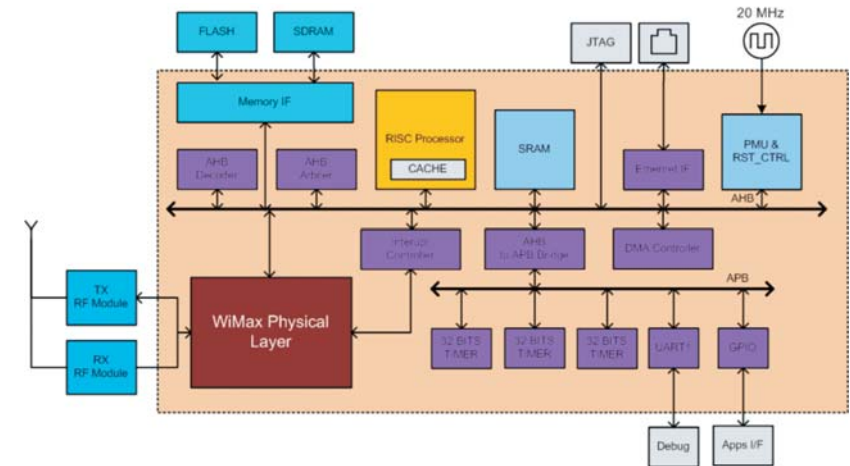 20 MHz
FLASH
SDRAM
JTAG
Memory IF
RISC Processor
CACHE
SRAM
PMU &
RST_CTRL
AHB
Decoder
AHB
Arbiter
Ethernet IF
AHB
Interupt
Controller
AHB
to APB Bridge
DMA Controller
APB
TX
RF Module
WiMax Physical
Layer
RX
RF Module
32 BITS
TIMER
32 BITS
TIMER
32 BITS
TIMER
UART1
GPIO
Debug
Apps I/F